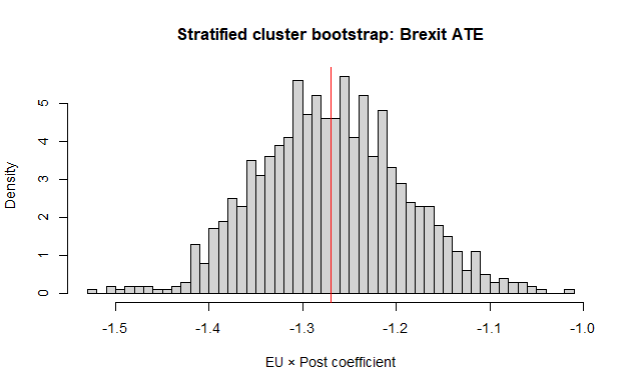 Stratified cluster bootstrap: Brexit ATE
Density
5
4
3
2
1
0
-1.5 -1.4 -1.3 -1.2 -1.1 -1.0
EU × Post coefficient